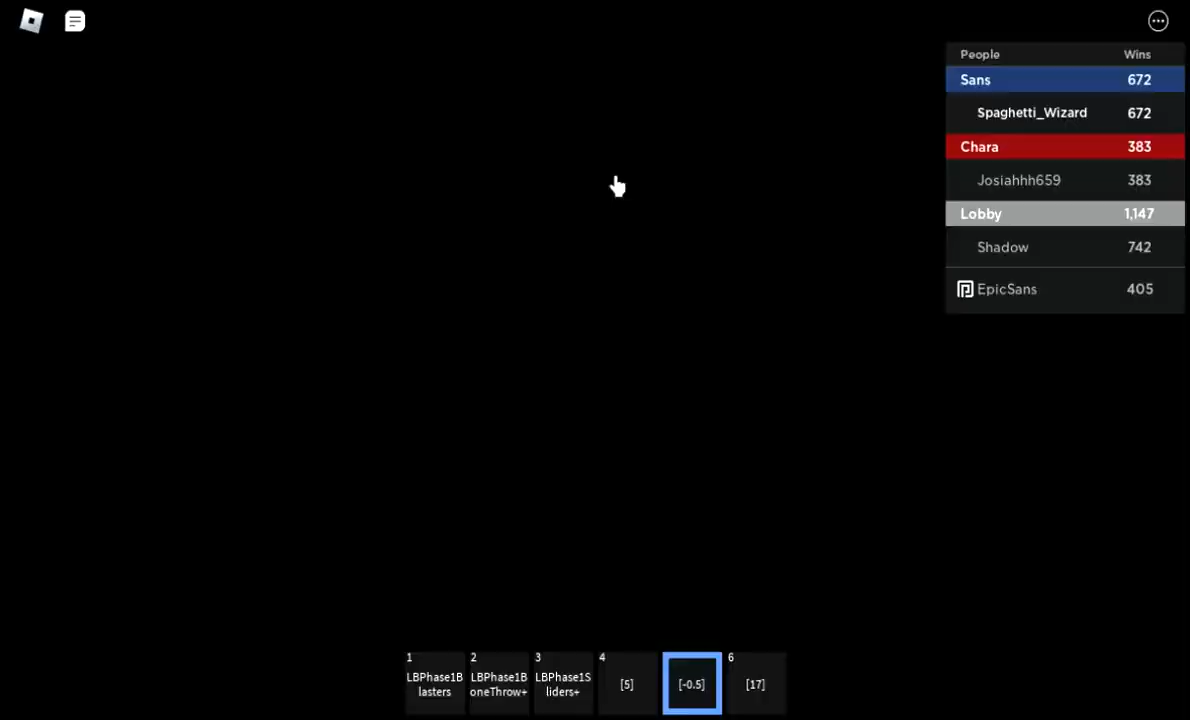 People Wins
Sans 672
Spaghetti_Wizard 672
Chara 383
Josiahhh659 383
Lobby 1,147
Shadow 742
EpicSans 405
1 2 3 4 6
LBPhase1B LBPhase1B LBPhase1S [5] [-0.5] [17]
lasters oneThrow+ liders+